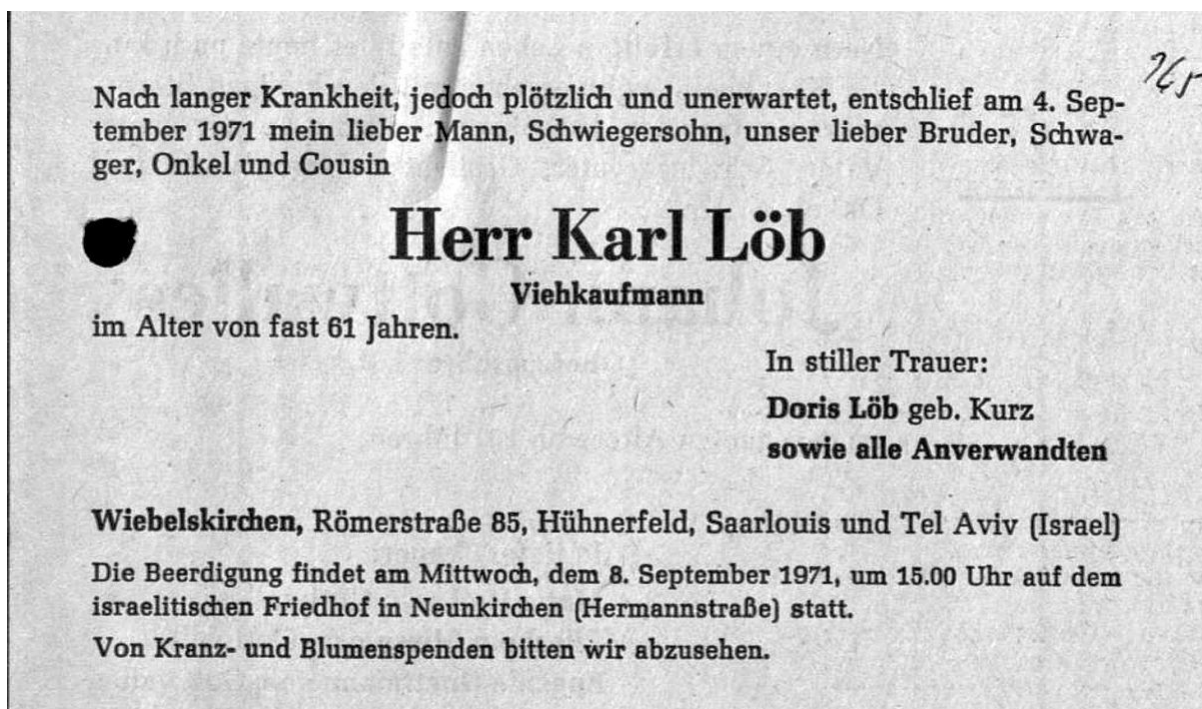 Nach langer Krankheit, jedoch plötzlich und unerwartet, entschlief am 4. Sep-
tember 1971 mein lieber Mann, Schwiegersohn, unser lieber Bruder, Schwa-
ger, Onkel und Cousin
Herr Karl Löb
Viehkaufmann
im Alter von fast 61 Jahren.
In stiller Trauer:
Doris Löb geb. Kurz
sowie alle Anverwandten
Wiebelskirchen, Römerstraße 85, Hühnerfeld, Saarlouis und Tel Aviv (Israel)
Die Beerdigung findet am Mittwoch, dem 8. September 1971, um 15.00 Uhr auf dem
israelitischen Friedhof in Neunkirchen (Hermannstraße) statt.
Von Kranz- und Blumenspenden bitten wir abzusehen.